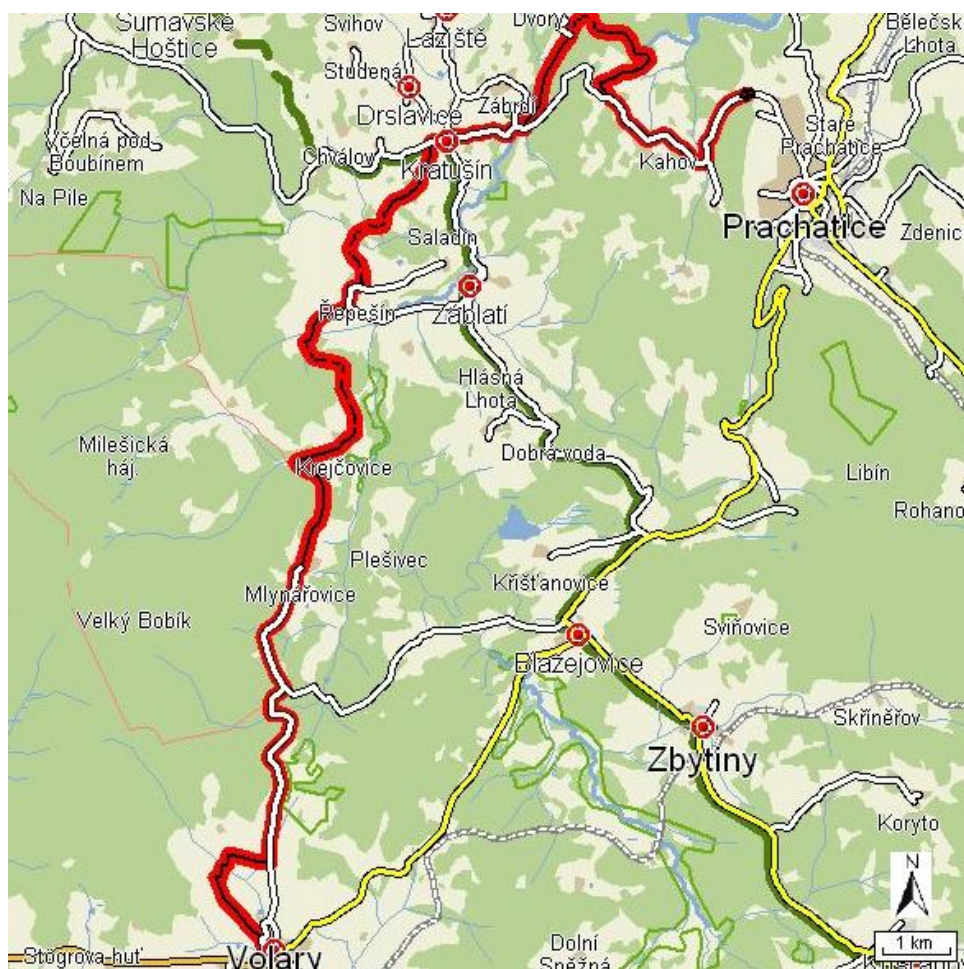 Šumavské
Hoštice
Svihov
Dvory
Lažiště
Bělečsk
Lhota
Studená
Drslavice
Zábrdí
Staré
Prachatice
Včelná pod
Boubínem
Chválov
Kratušín
Kahov
Na Pile
Prachatice
Zdenic
Saladín
Řepešín
Záblatí
Hlásná
Lhota
Milešická
háj.
Krejčovice
Dobrá voda
Libín
Rohano
Plešivec
Mlynářovice
Křišťanovice
Velký Bobík
Sviňovice
Blažejovice
Skříněřov
Zbytiny
Koryto
N
1 km
Volary
Stögrova huť
Dolní
Sněžná